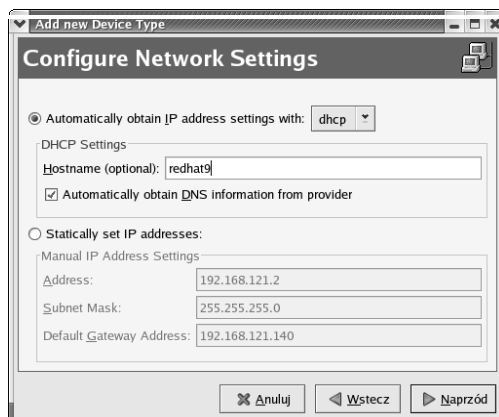 Add new Device Type
Configure Network Settings
Automatically obtain IP address settings with: dhcp
DHCP Settings
Hostname (optional): redhat9
Automatically obtain DNS information from provider
Statically set IP addresses:
Manual IP Address Settings
Address: 192.168.121.2
Subnet Mask: 255.255.255.0
Default Gateway Address: 192.168.121.140
Anuluj Wstecz Naprzód